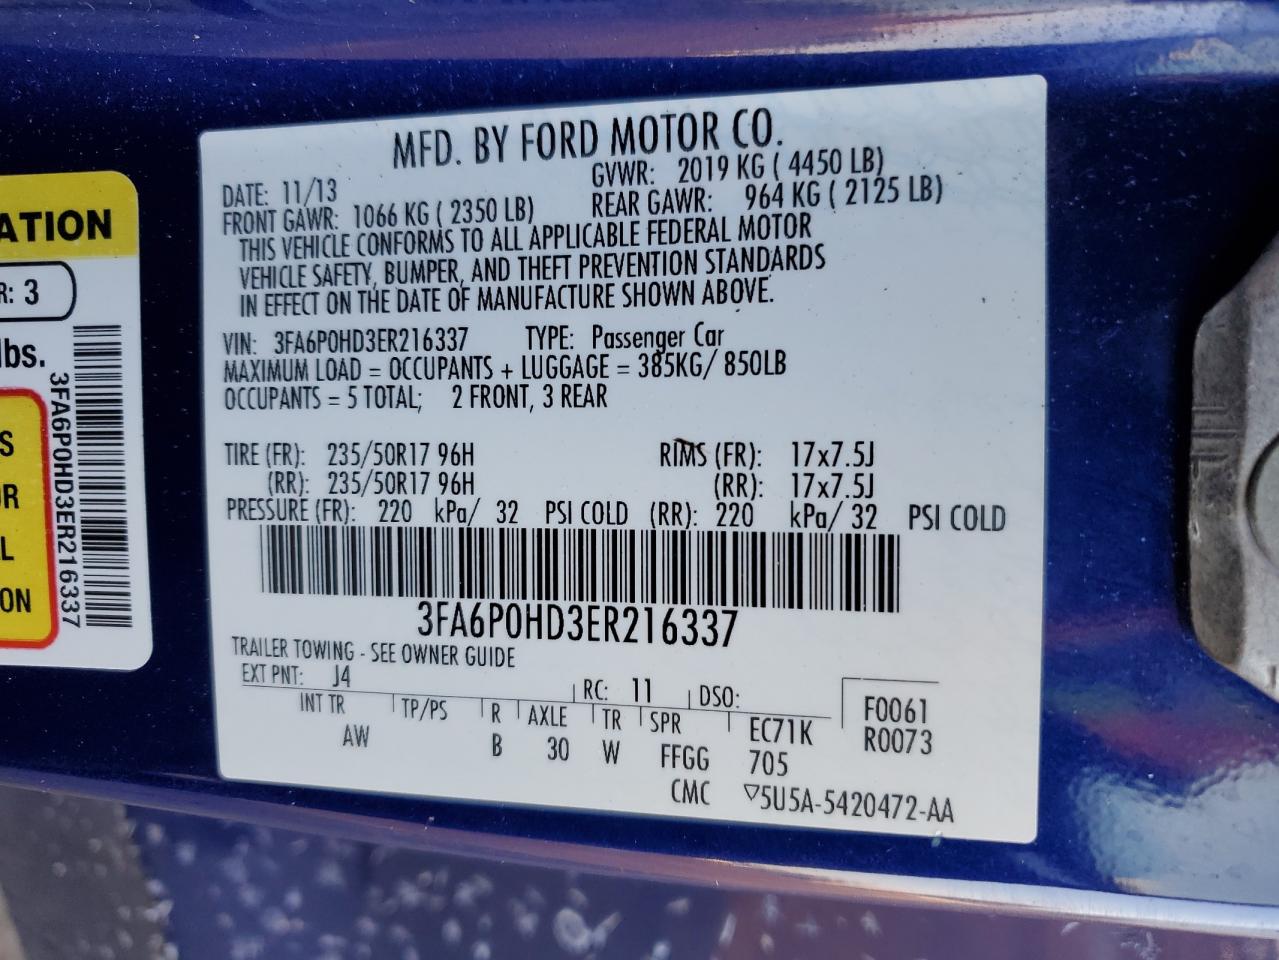 ATION
R: 3
lbs.
S
OR
L
ON
3FA6P0HD3ER216337
MFD. BY FORD MOTOR CO.
DATE: 11/13 GVWR: 2019 KG ( 4450 LB)
FRONT GAWR: 1066 KG ( 2350 LB) REAR GAWR: 964 KG ( 2125 LB)
THIS VEHICLE CONFORMS TO ALL APPLICABLE FEDERAL MOTOR
VEHICLE SAFETY, BUMPER, AND THEFT PREVENTION STANDARDS
IN EFFECT ON THE DATE OF MANUFACTURE SHOWN ABOVE.
VIN: 3FA6P0HD3ER216337 TYPE: Passenger Car
MAXIMUM LOAD = OCCUPANTS + LUGGAGE = 385KG/ 850LB
OCCUPANTS = 5 TOTAL; 2 FRONT, 3 REAR
TIRE (FR): 235/50R17 96H RIMS (FR): 17x7.5J
(RR): 235/50R17 96H (RR): 17x7.5J
PRESSURE (FR): 220 kPa/ 32 PSI COLD (RR): 220 kPa/ 32 PSI COLD
3FA6P0HD3ER216337
TRAILER TOWING - SEE OWNER GUIDE
EXT PNT: J4 RC: 11 DSO:
INT TR TP/PS R AXLE TR SPR EC71K F0061
AW B 30 W FFGG 705 R0073
CMC ▽5U5A-5420472-AA